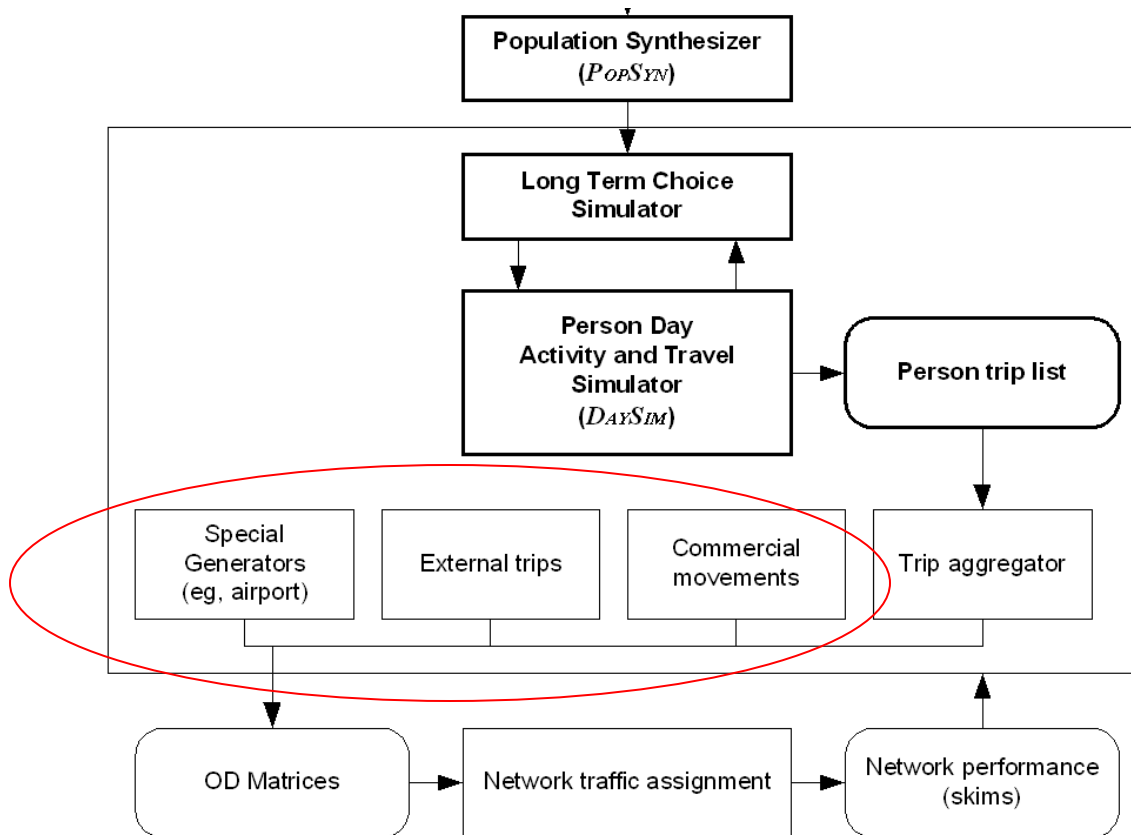 Population Synthesizer
(POPSYN)
Long Term Choice
Simulator
Person Day
Activity and Travel
Simulator
(DAYSIM)
Person trip list
Special
Generators
(eg, airport)
External trips
Commercial
movements
Trip aggregator
OD Matrices
Network traffic assignment
Network performance
(skims)